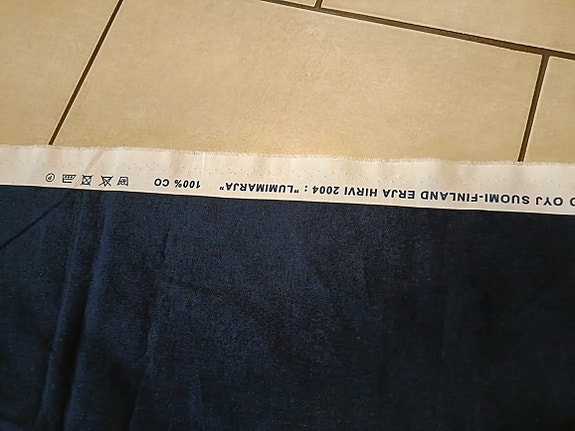 O OYJ SUOMI-FINLAND ERJA HIRVI 2004 : "LUMIMARJA" 100% CO